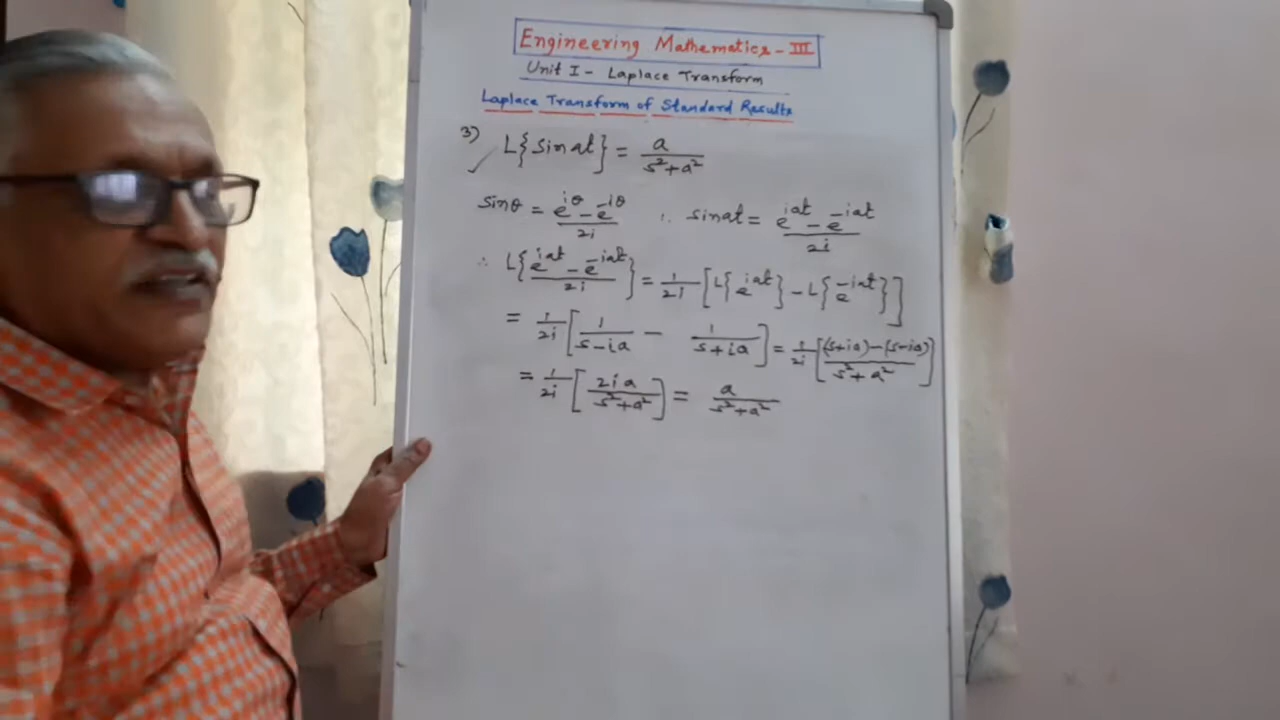 Engineering Mathematics - III
Unit I - Laplace Transform
Laplace Transform of Standard Results
3) L{sin at} = a / (s²+a²)
sinθ = (e^{iθ} - e^{-iθ}) / 2i ∴ sinat = (e^{iat} - e^{-iat}) / 2i
∴ L{(e^{iat} - e^{-iat}) / 2i} = 1/2i [L{e^{iat}} - L{e^{-iat}}]
= 1/2i [1/(s-ia) - 1/(s+ia)] = 1/2i [((s+ia)-(s-ia)) / (s²+a²)]
= 1/2i [2ia / (s²+a²)] = a / (s²+a²)